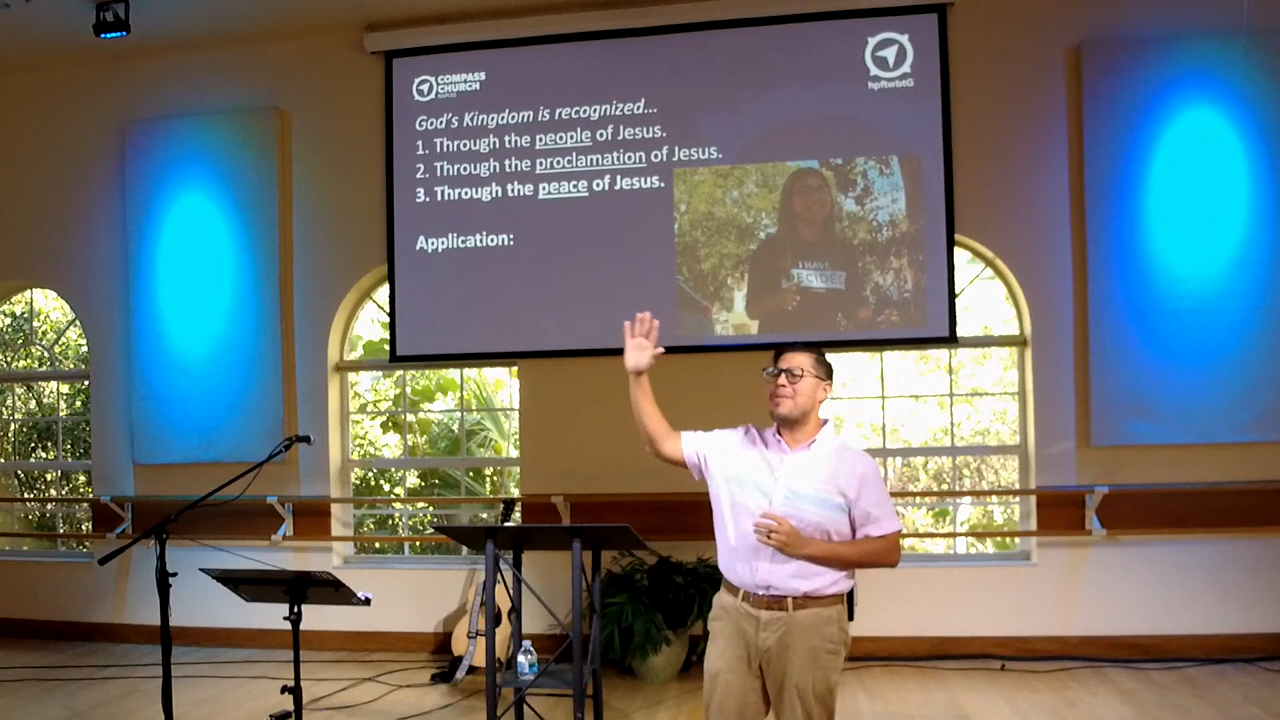 COMPASS
CHURCH
NAPLES
hpftwbtG
God's Kingdom is recognized...
1. Through the people of Jesus.
2. Through the proclamation of Jesus.
3. Through the peace of Jesus.
Application:
I HAVE
DECIDED